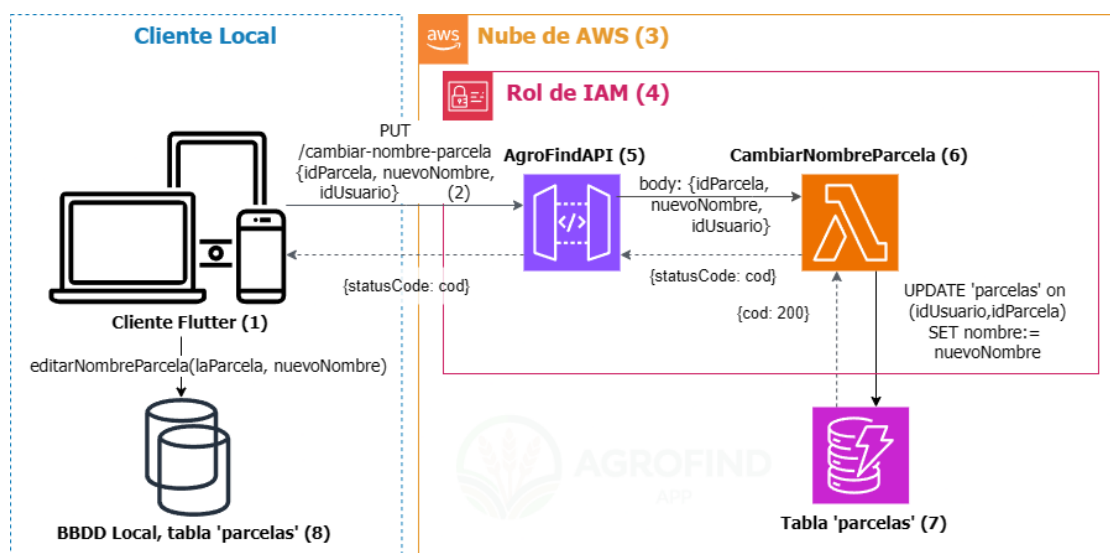 Cliente Local
aws
Nube de AWS (3)
Rol de IAM (4)
PUT
/cambiar-nombre-parcela
{idParcela, nuevoNombre,
idUsuario} (2)
AgroFindAPI (5)
CambiarNombreParcela (6)
body: {idParcela,
nuevoNombre,
idUsuario}
</>
{statusCode: cod}
{statusCode: cod}
{cod: 200}
UPDATE 'parcelas' on
(idUsuario,idParcela)
SET nombre:=
nuevoNombre
Cliente Flutter (1)
editarNombreParcela(laParcela, nuevoNombre)
AGROFIND
APP
BBDD Local, tabla 'parcelas' (8)
Tabla 'parcelas' (7)